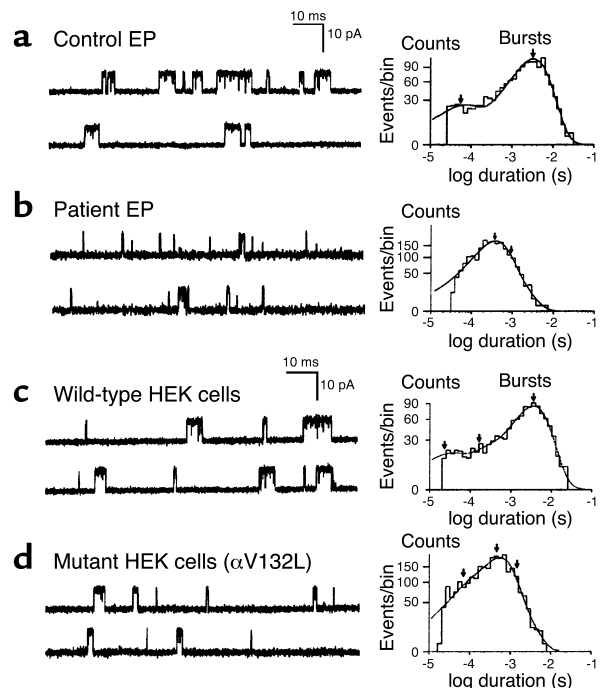 10 ms
10 pA
a Control EP
Counts Bursts
Events/bin
90
60
30
0
-5 -4 -3 -2 -1
log duration (s)
b Patient EP
Counts
Events/bin
150
100
50
0
-5 -4 -3 -2 -1
log duration (s)
10 ms
10 pA
c Wild-type HEK cells
Counts Bursts
Events/bin
90
60
30
0
-5 -4 -3 -2 -1
log duration (s)
d Mutant HEK cells (αV132L)
Counts
Events/bin
150
100
50
0
-5 -4 -3 -2 -1
log duration (s)